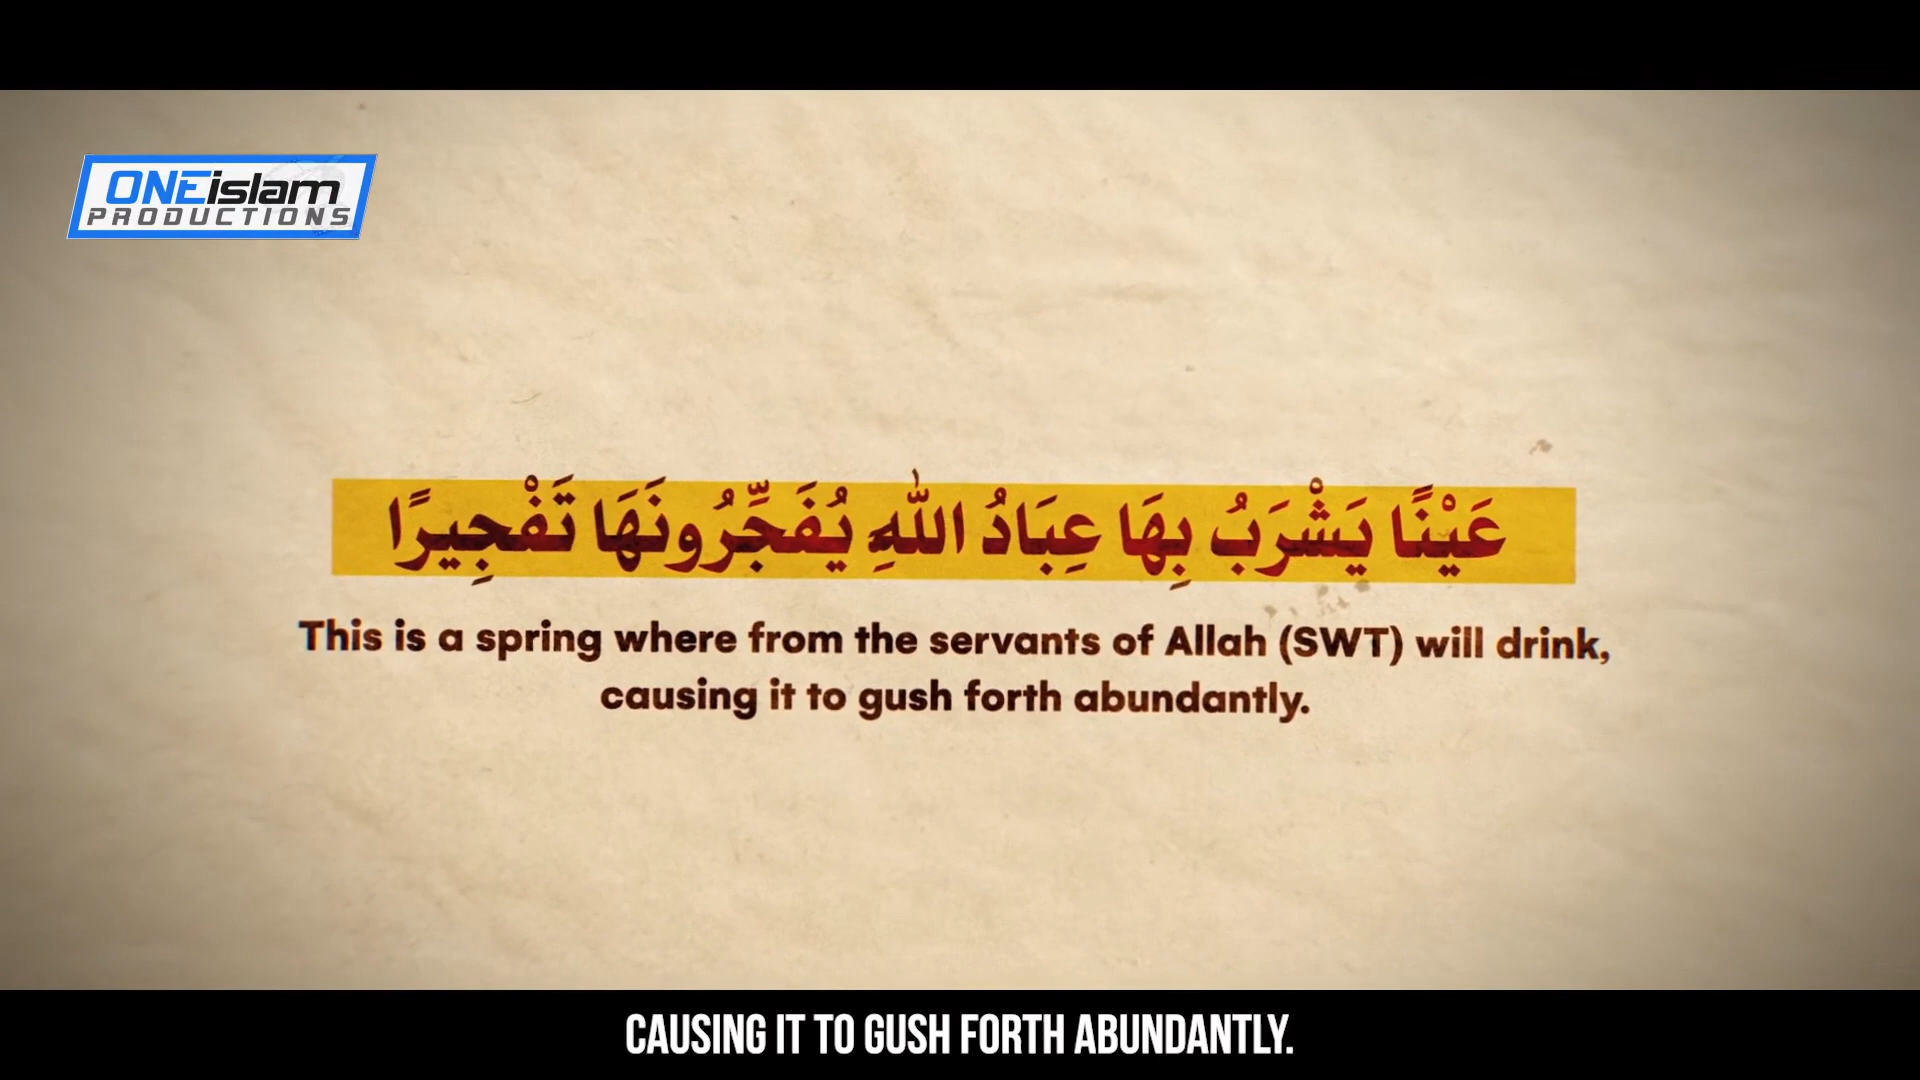 ONEislam
PRODUCTIONS
عَيْنًا يَشْرَبُ بِهَا عِبَادُ اللَّهِ يُفَجِّرُونَهَا تَفْجِيرًا
This is a spring where from the servants of Allah (SWT) will drink,
causing it to gush forth abundantly.
CAUSING IT TO GUSH FORTH ABUNDANTLY.